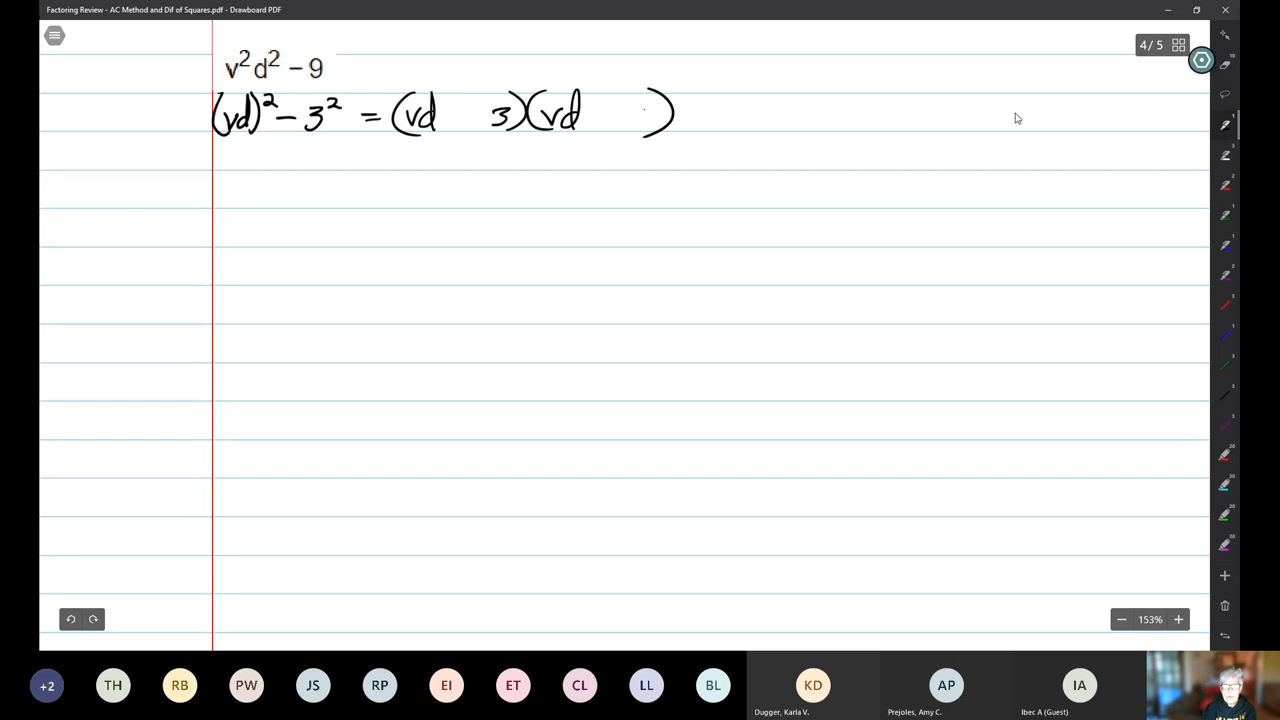 Factoring Review - AC Method and Dif of Squares.pdf - Drawboard PDF
4 / 5
v²d² – 9
(vd)² – 3² = (vd 3)(vd )
153%
+2 TH RB PW JS RP EI ET CL LL BL KD AP IA
Dugger, Karla V. Prejoles, Amy C. Ibec A (Guest)